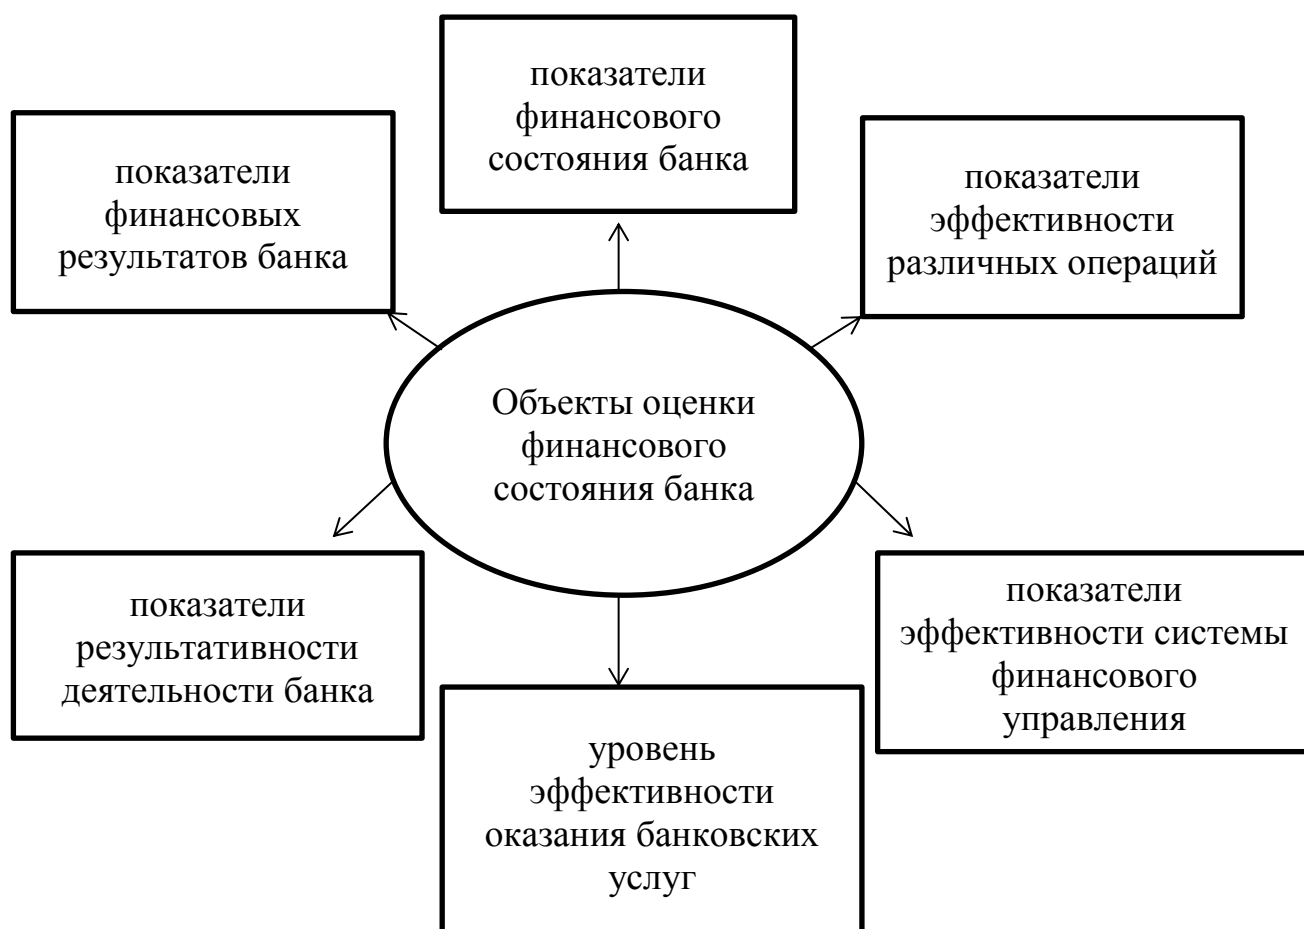 показатели
финансового
состояния банка
показатели
финансовых
результатов банка
показатели
эффективности
различных операций
Объекты оценки
финансового
состояния банка
показатели
результативности
деятельности банка
показатели
эффективности системы
финансового
управления
уровень
эффективности
оказания банковских
услуг